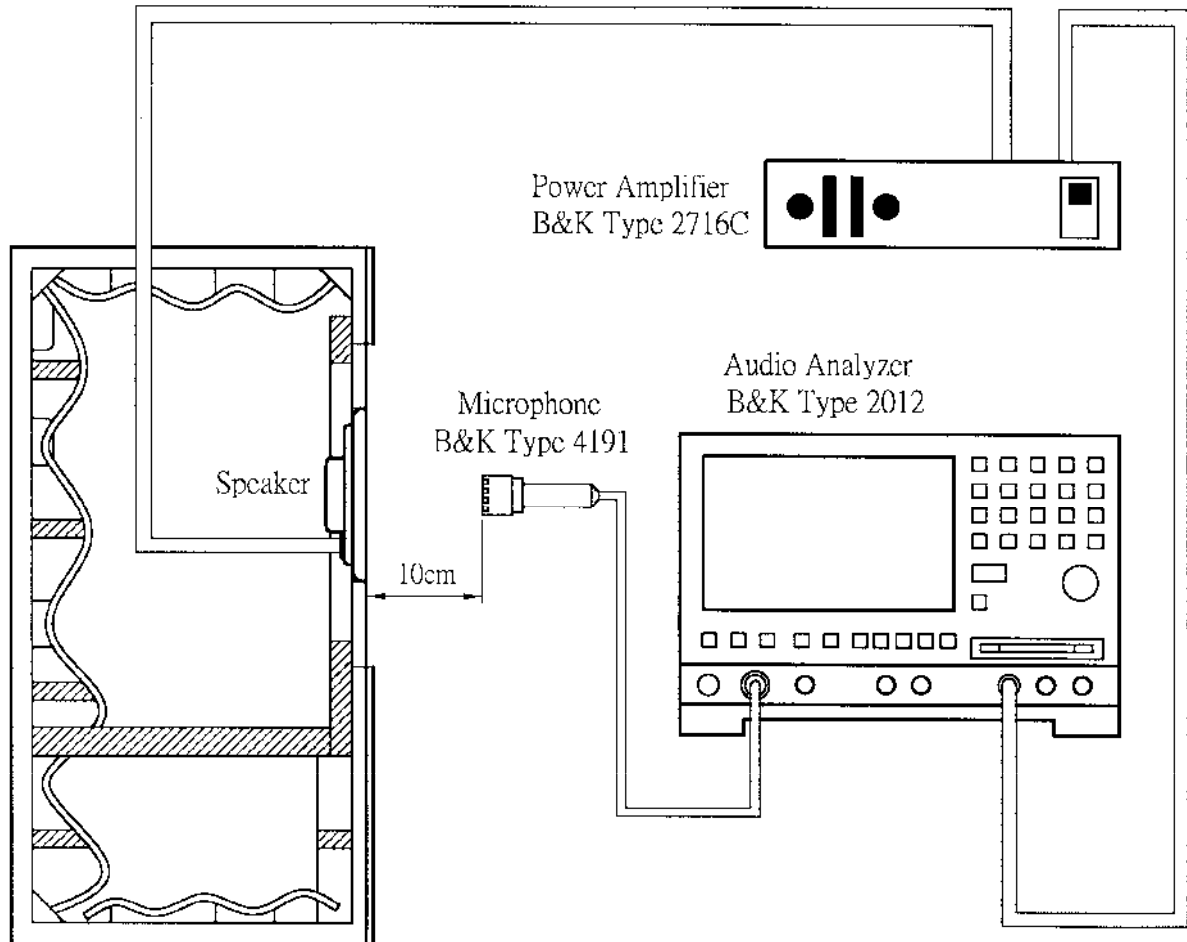 Power Amplifier
B&K Type 2716C
Audio Analyzer
B&K Type 2012
Microphone
B&K Type 4191
Speaker
10cm